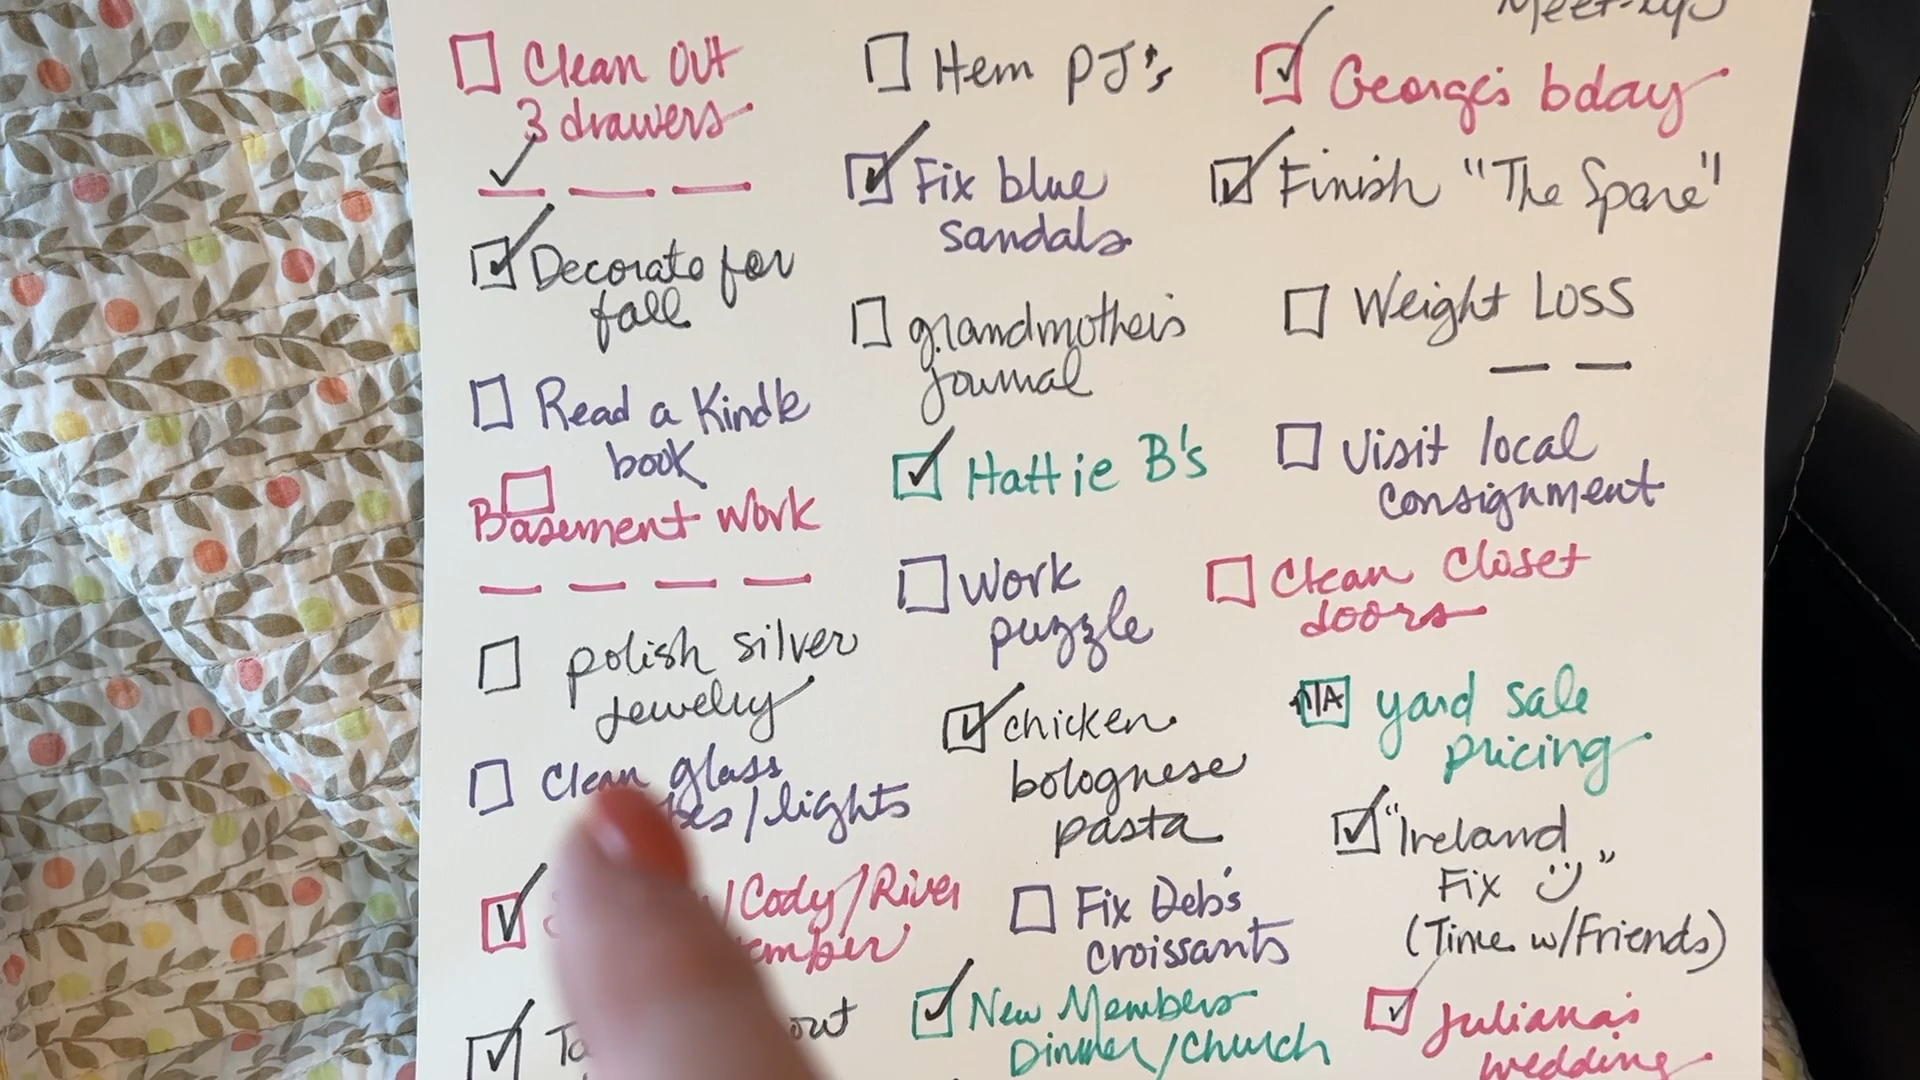 Meet-ups
Clean Out
3 drawers
Decorate for
fall
Read a Kindle
book
Basement work
polish silver
jewelry
Clean glass
/lights
/Cody/River
out
Hem PJ's
Fix blue
sandals
grandmother's
journal
Hattie B's
Work
puzzle
chicken
bolognese
pasta
Fix Deb's
croissants
New Members
Dinner/Church
George's bday
Finish "The Spare"
Weight Loss
Visit local
consignment
Clean Closet
doors
N/A yard sale
pricing
"Ireland
Fix :)"
(Time w/Friends)
Juliana's
wedding